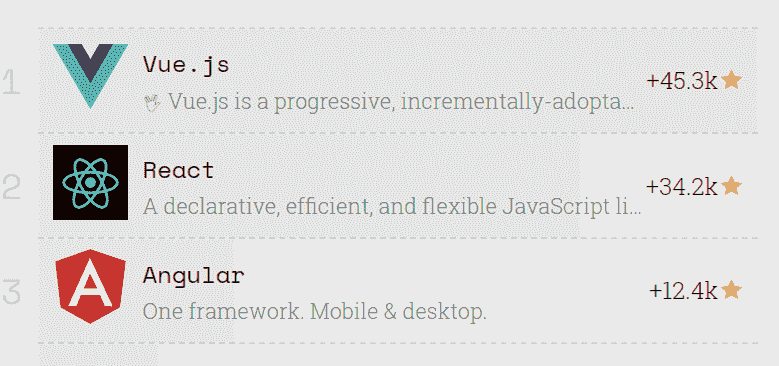 1
Vue.js
🖖 Vue.js is a progressive, incrementally-adopta...
+45.3k
2
React
A declarative, efficient, and flexible JavaScript li...
+34.2k
3
Angular
One framework. Mobile & desktop.
+12.4k